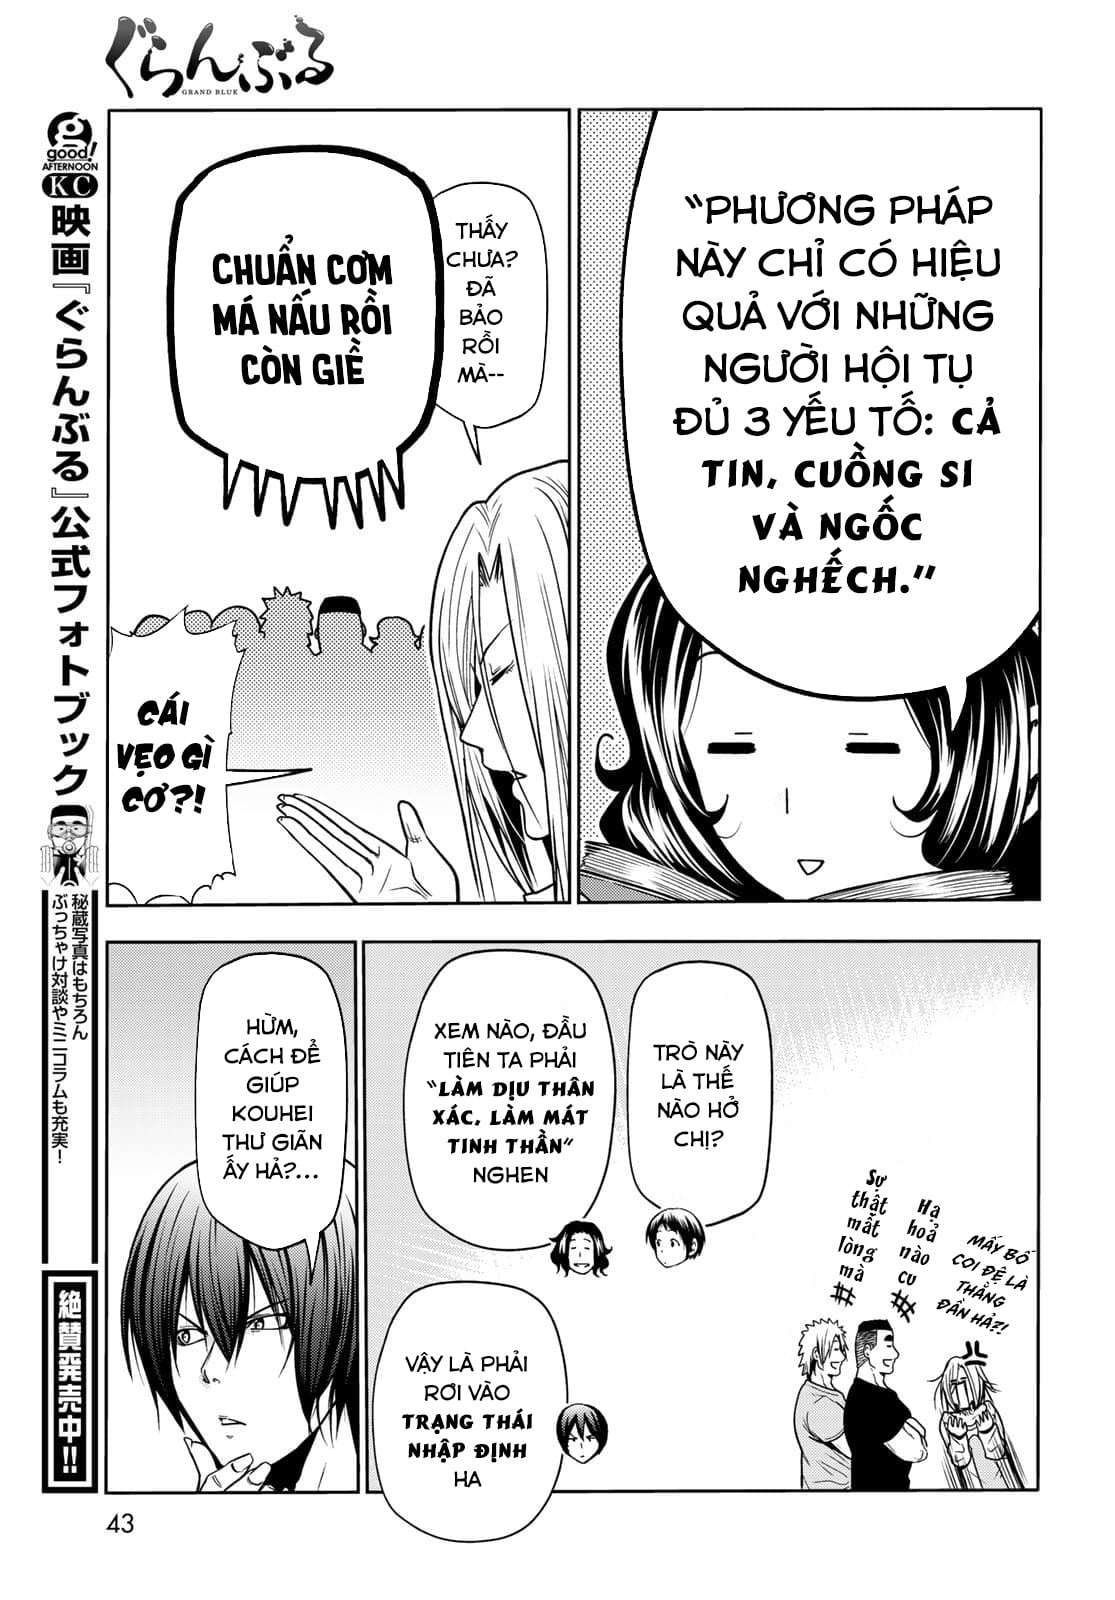 ぐらんぶる
GRAND BLUE
good!
AFTERNOON
KC
映画『ぐらんぶる』公式フォトブック
秘蔵写真はもちろん
ぶっちゃけ対談やミニコラムも充実!
絶賛発売中!!
“PHƯƠNG PHÁP
NÀY CHỈ CÓ HIỆU
QUẢ VỚI NHỮNG
NGƯỜI HỘI TỤ
ĐỦ 3 YẾU TỐ: CẢ
TIN, CUỒNG SI
VÀ NGỐC
NGHẾCH.”
THẤY
CHƯA?
ĐÃ
BẢO
RỒI
MÀ--
CHUẨN CƠM
MÁ NẤU RỒI
CÒN GIỀ
CÁI
VẸO GÌ
CƠ?!
TRÒ NÀY
LÀ THẾ
NÀO HỞ
CHỊ?
XEM NÀO, ĐẦU
TIÊN TA PHẢI
“LÀM DỊU THÂN
XÁC, LÀM MÁT
TINH THẦN”
NGHEN
VẬY LÀ PHẢI
RƠI VÀO
TRẠNG THÁI
NHẬP ĐỊNH
HA
MẤY BỐ
COI ĐỆ LÀ
THẰNG
ĐẦN HẢ?!
Hạ
hoả nào
cu
Sự
thật
mất
lòng
mà
HỪM,
CÁCH ĐỂ
GIÚP
KOUHEI
THƯ GIÃN
ẤY HẢ?...
43